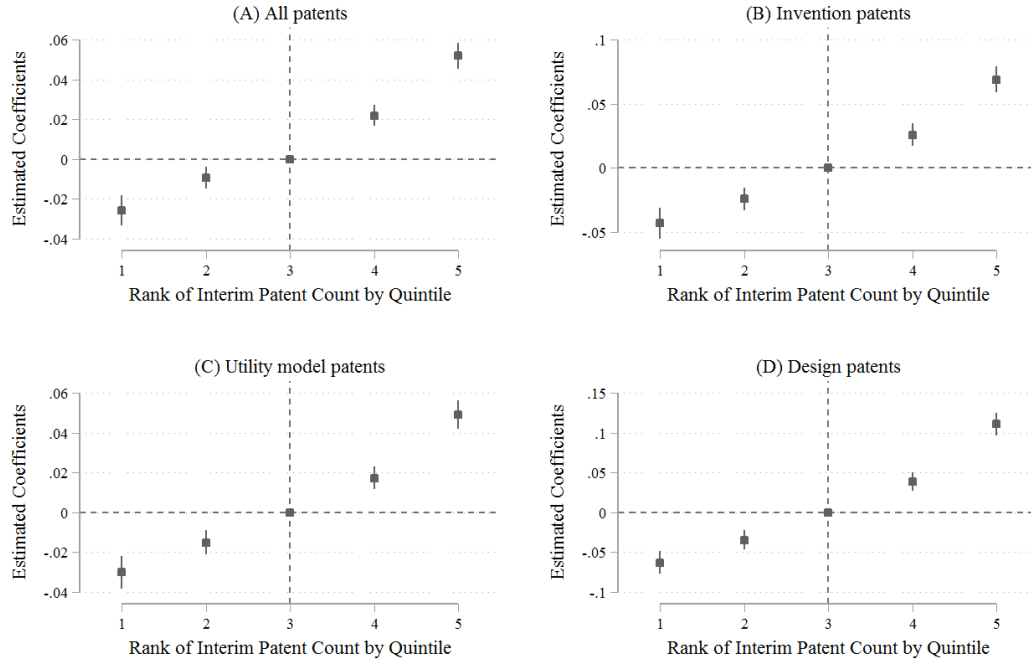 (A) All patents
Estimated Coefficients
.06
.04
.02
0
-.02
-.04
1 2 3 4 5
Rank of Interim Patent Count by Quintile
(B) Invention patents
Estimated Coefficients
.1
.05
0
-.05
1 2 3 4 5
Rank of Interim Patent Count by Quintile
(C) Utility model patents
Estimated Coefficients
.06
.04
.02
0
-.02
-.04
1 2 3 4 5
Rank of Interim Patent Count by Quintile
(D) Design patents
Estimated Coefficients
.15
.1
.05
0
-.05
-.1
1 2 3 4 5
Rank of Interim Patent Count by Quintile